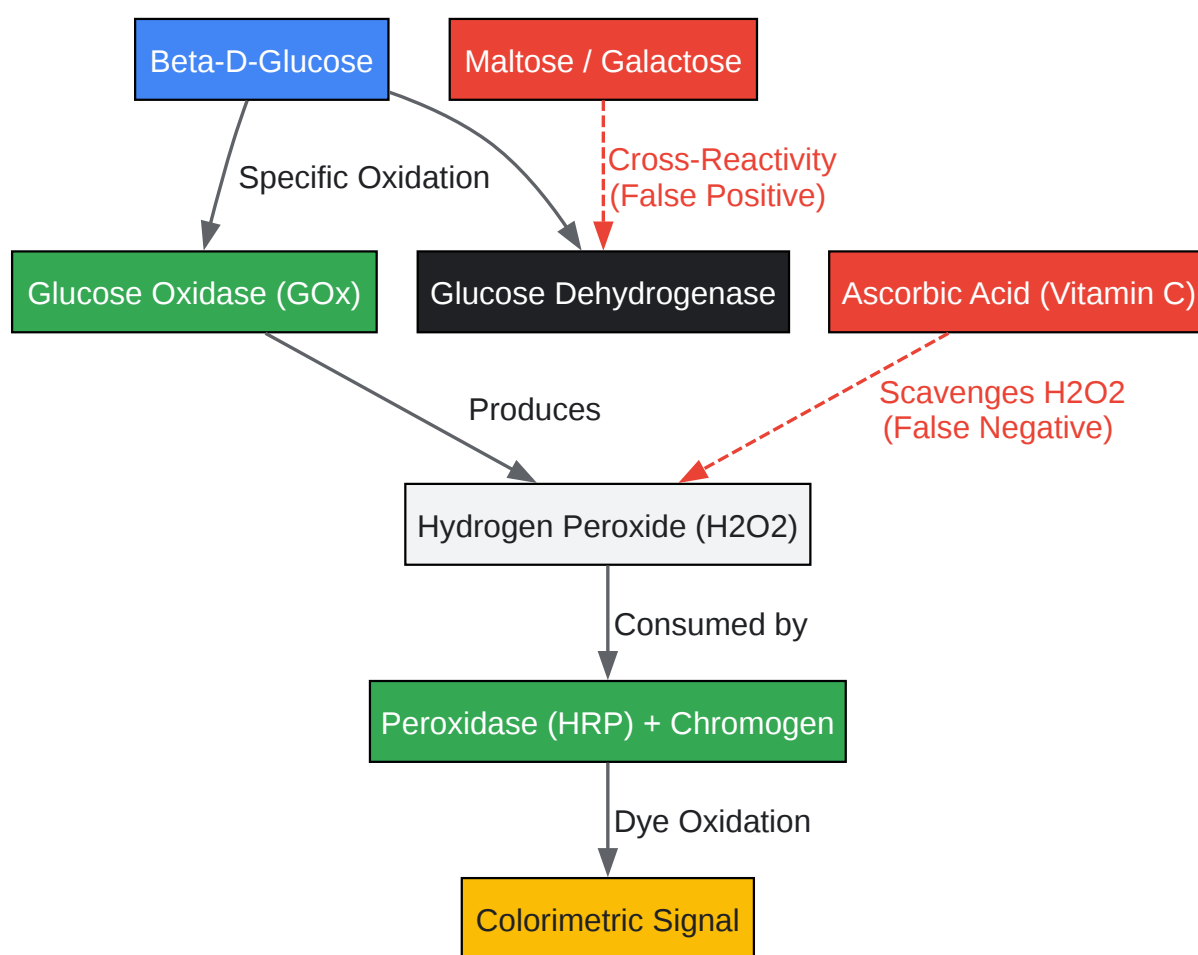 Beta-D-Glucose
Maltose / Galactose
Cross-Reactivity
(False Positive)
Specific Oxidation
Glucose Oxidase (GOx)
Glucose Dehydrogenase
Ascorbic Acid (Vitamin C)
Scavenges H2O2
(False Negative)
Produces
Hydrogen Peroxide (H2O2)
Consumed by
Peroxidase (HRP) + Chromogen
Dye Oxidation
Colorimetric Signal